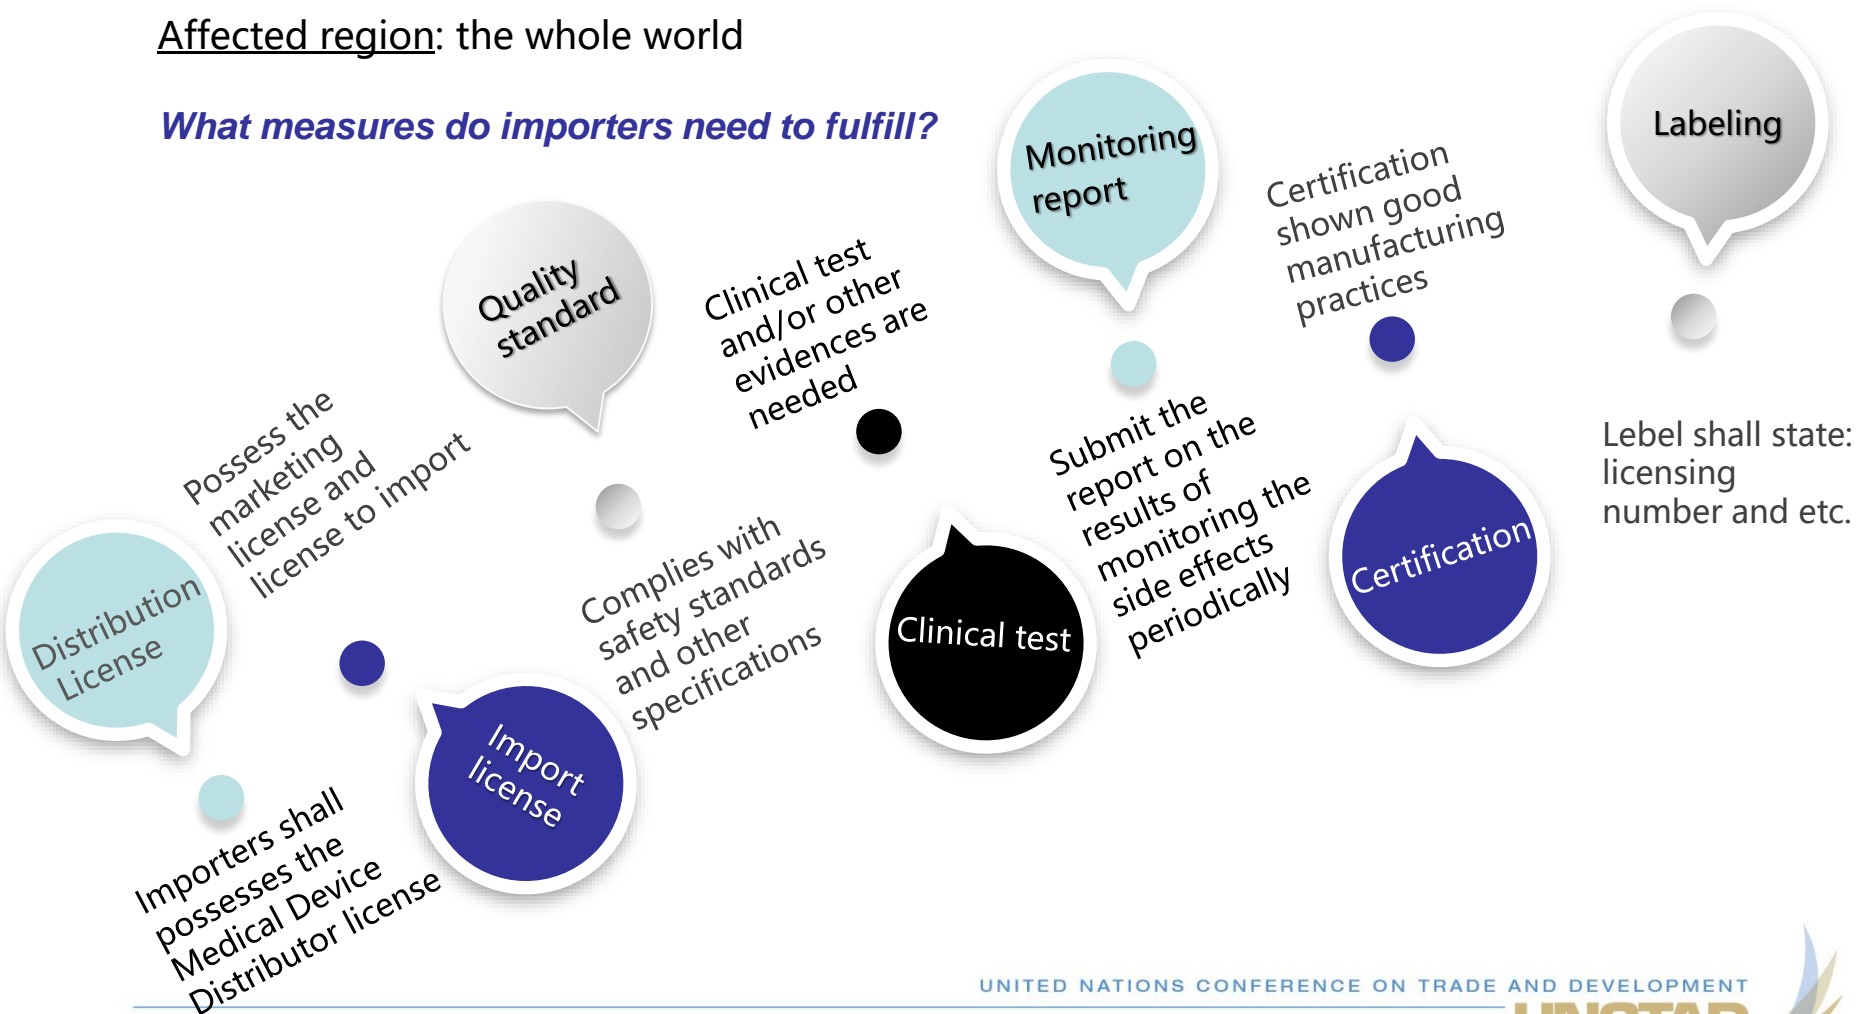 Affected region: the whole world
What measures do importers need to fulfill?
Distribution
License
Importers shall
possesses the
Medical Device
Distributor license
Possess the
marketing
license and
license to import
Import
license
Quality
standard
Complies with
safety standards
and other
specifications
Clinical test
and/or other
evidences are
needed
Clinical test
Monitoring
report
Submit the
report on the
results of
monitoring the
side effects
periodically
Certification
shown good
manufacturing
practices
Certification
Labeling
Lebel shall state:
licensing
number and etc.
UNITED NATIONS CONFERENCE ON TRADE AND DEVELOPMENT